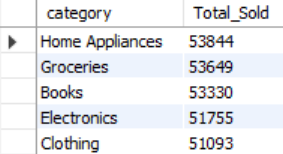 category Total_Sold
Home Appliances 53844
Groceries 53649
Books 53330
Electronics 51755
Clothing 51093